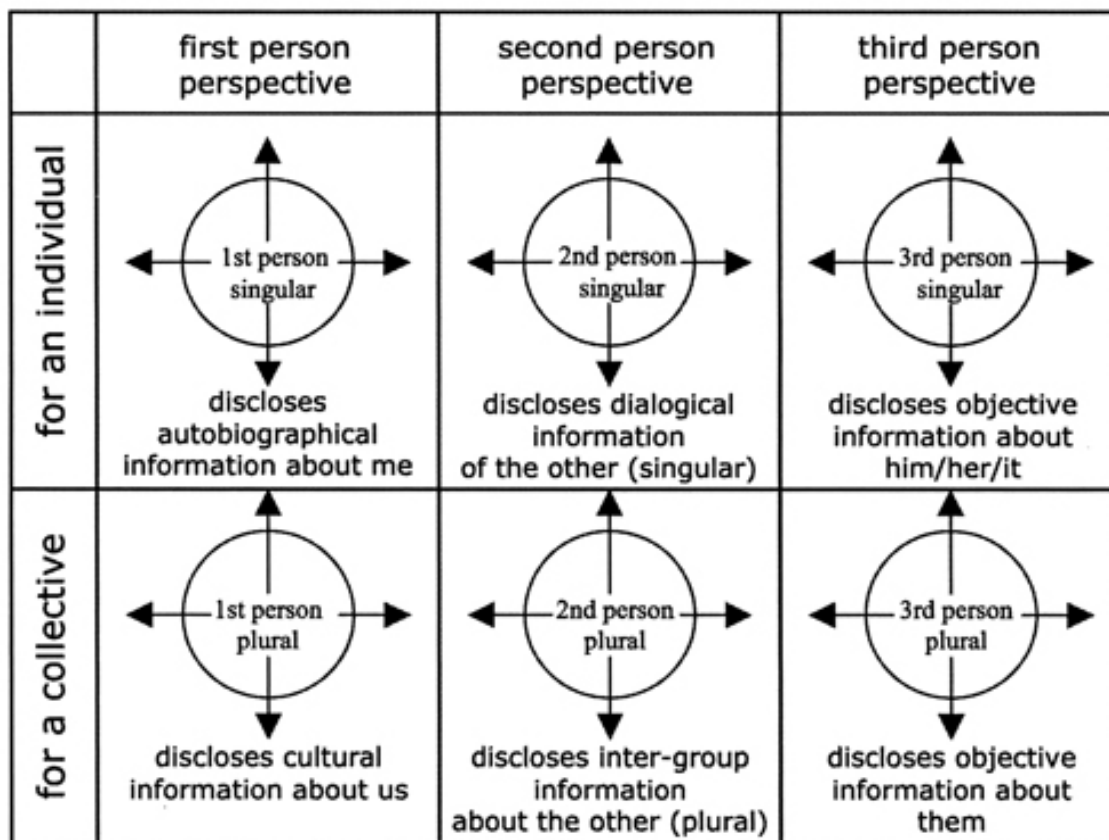 first person
perspective
second person
perspective
third person
perspective
for an individual
1st person
singular
discloses
autobiographical
information about me
2nd person
singular
discloses dialogical
information
of the other (singular)
3rd person
singular
discloses objective
information about
him/her/it
for a collective
1st person
plural
discloses cultural
information about us
2nd person
plural
discloses inter-group
information
about the other (plural)
3rd person
plural
discloses objective
information about
them